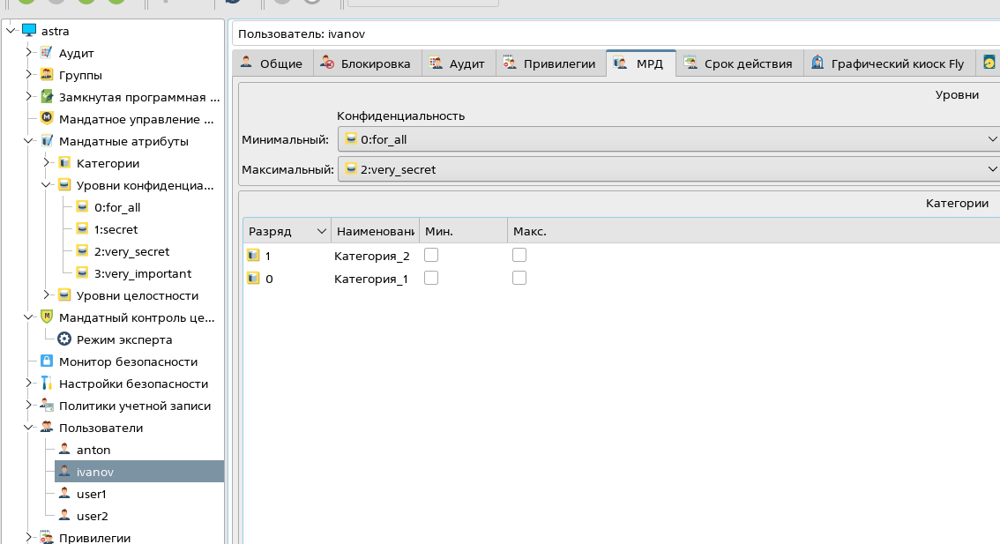 astra
Аудит
Группы
Замкнутая программная ...
Мандатное управление ...
Мандатные атрибуты
Категории
Уровни конфиденциа...
0:for_all
1:secret
2:very_secret
3:very_important
Уровни целостности
Мандатный контроль це...
Режим эксперта
Монитор безопасности
Настройки безопасности
Политики учетной записи
Пользователи
anton
ivanov
user1
user2
Привилегии
Пользователь: ivanov
Общие Блокировка Аудит Привилегии МРД Срок действия Графический киоск Fly
Уровни
Конфиденциальность
Минимальный: 0:for_all
Максимальный: 2:very_secret
Категории
Разряд Наименовани Мин. Макс.
1 Категория_2
0 Категория_1